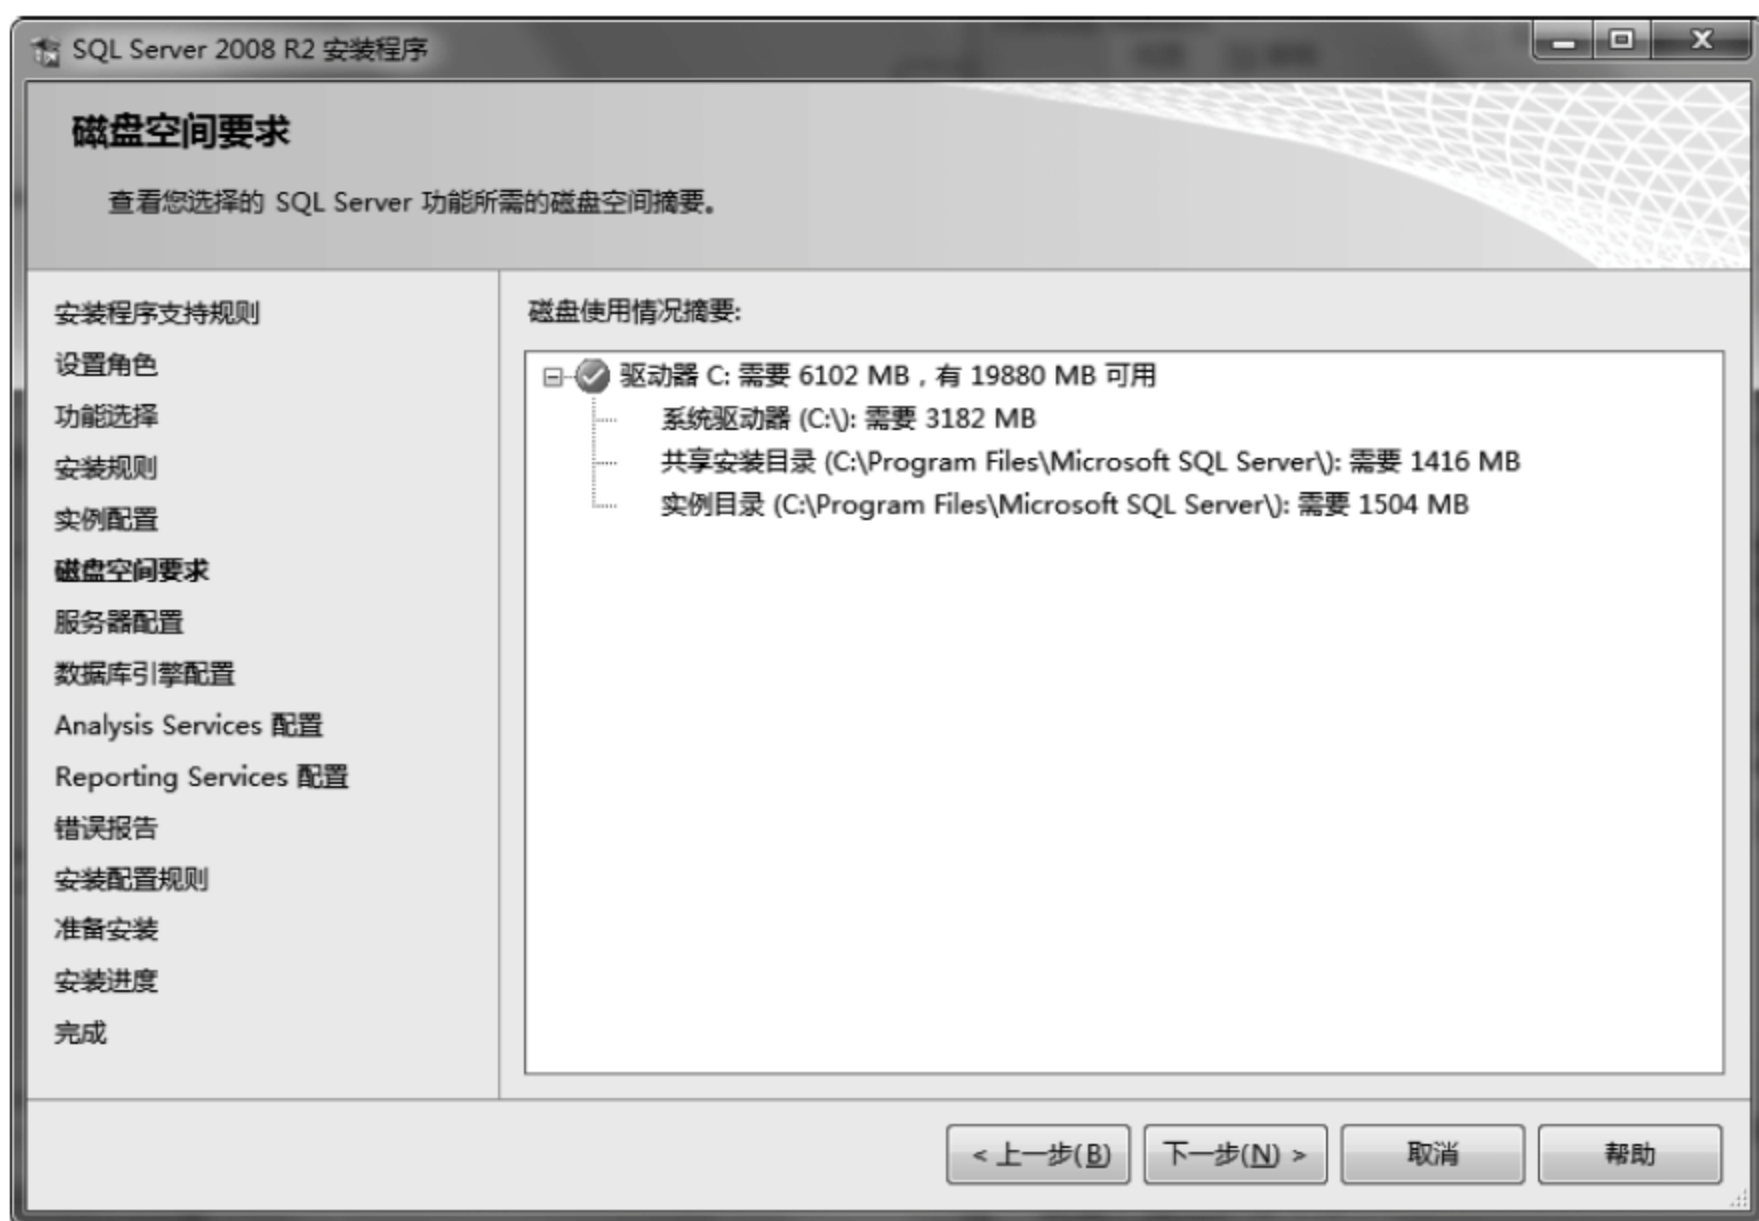 SQL Server 2008 R2 安装程序
磁盘空间要求
查看您选择的 SQL Server 功能所需的磁盘空间摘要。
安装程序支持规则
设置角色
功能选择
安装规则
实例配置
磁盘空间要求
服务器配置
数据库引擎配置
Analysis Services 配置
Reporting Services 配置
错误报告
安装配置规则
准备安装
安装进度
完成
磁盘使用情况摘要:
驱动器 C: 需要 6102 MB，有 19880 MB 可用
系统驱动器 (C:\): 需要 3182 MB
共享安装目录 (C:\Program Files\Microsoft SQL Server\): 需要 1416 MB
实例目录 (C:\Program Files\Microsoft SQL Server\): 需要 1504 MB
< 上一步(B) 下一步(N) > 取消 帮助